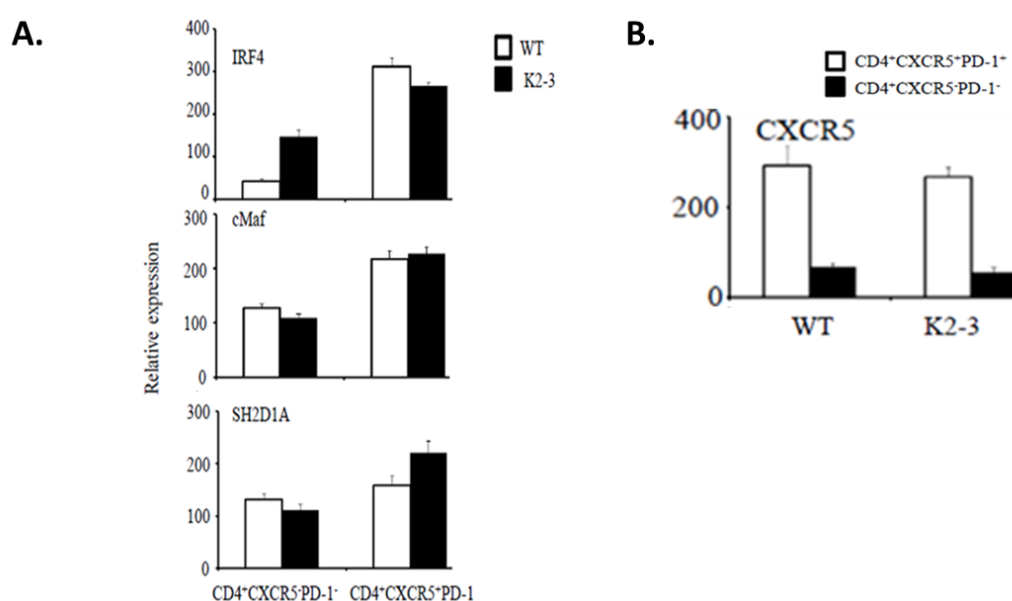 A.
400
IRF4
300
200
100
0
WT
K2-3
300
cMaf
200
100
0
Relative expression
300
SH2D1A
200
100
0
CD4⁺CXCR5⁻PD-1⁻ CD4⁺CXCR5⁺PD-1
B.
CD4⁺CXCR5⁺PD-1⁺
CD4⁺CXCR5⁻PD-1⁻
400
CXCR5
200
0
WT K2-3